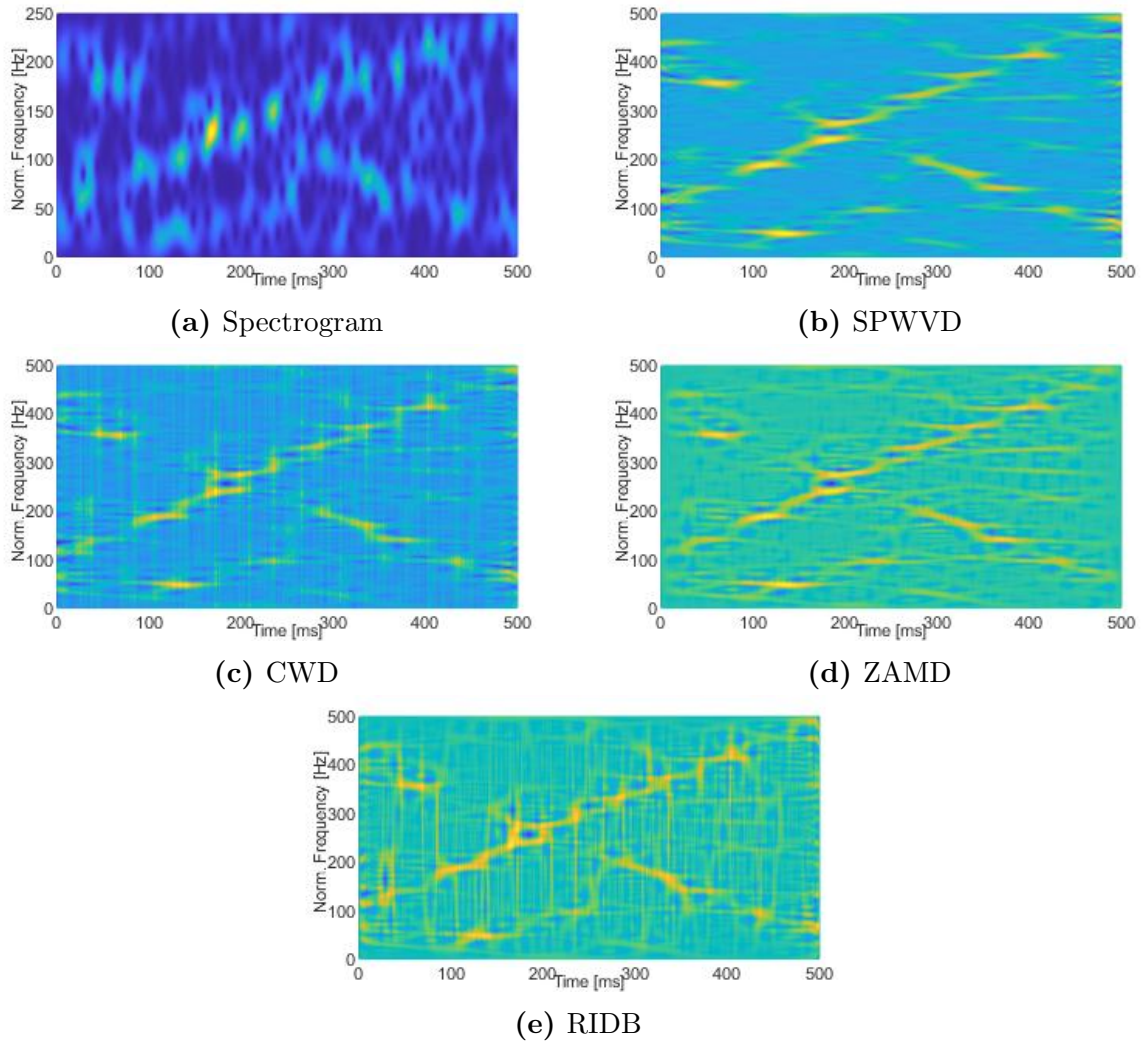 250
200
150
100
50
0
Norm. Frequency [Hz]
0 100 200 300 400 500
Time [ms]
(a) Spectrogram
500
400
300
200
100
0
Norm. Frequency [Hz]
0 100 200 300 400 500
Time [ms]
(b) SPWVD
500
400
300
200
100
0
Norm. Frequency [Hz]
0 100 200 300 400 500
Time [ms]
(c) CWD
500
400
300
200
100
0
Norm. Frequency [Hz]
0 100 200 300 400 500
Time [ms]
(d) ZAMD
500
400
300
200
100
0
Norm. Frequency [Hz]
0 100 200 300 400 500
Time [ms]
(e) RIDB